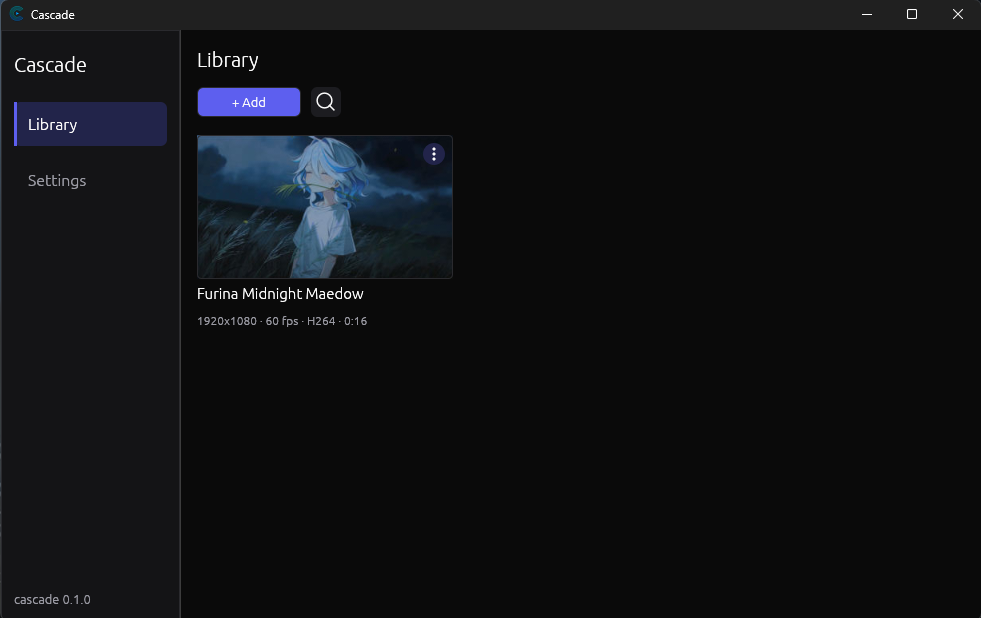 Cascade
Cascade
Library
Settings
cascade 0.1.0
Library
+ Add
Furina Midnight Maedow
1920x1080 · 60 fps · H264 · 0:16